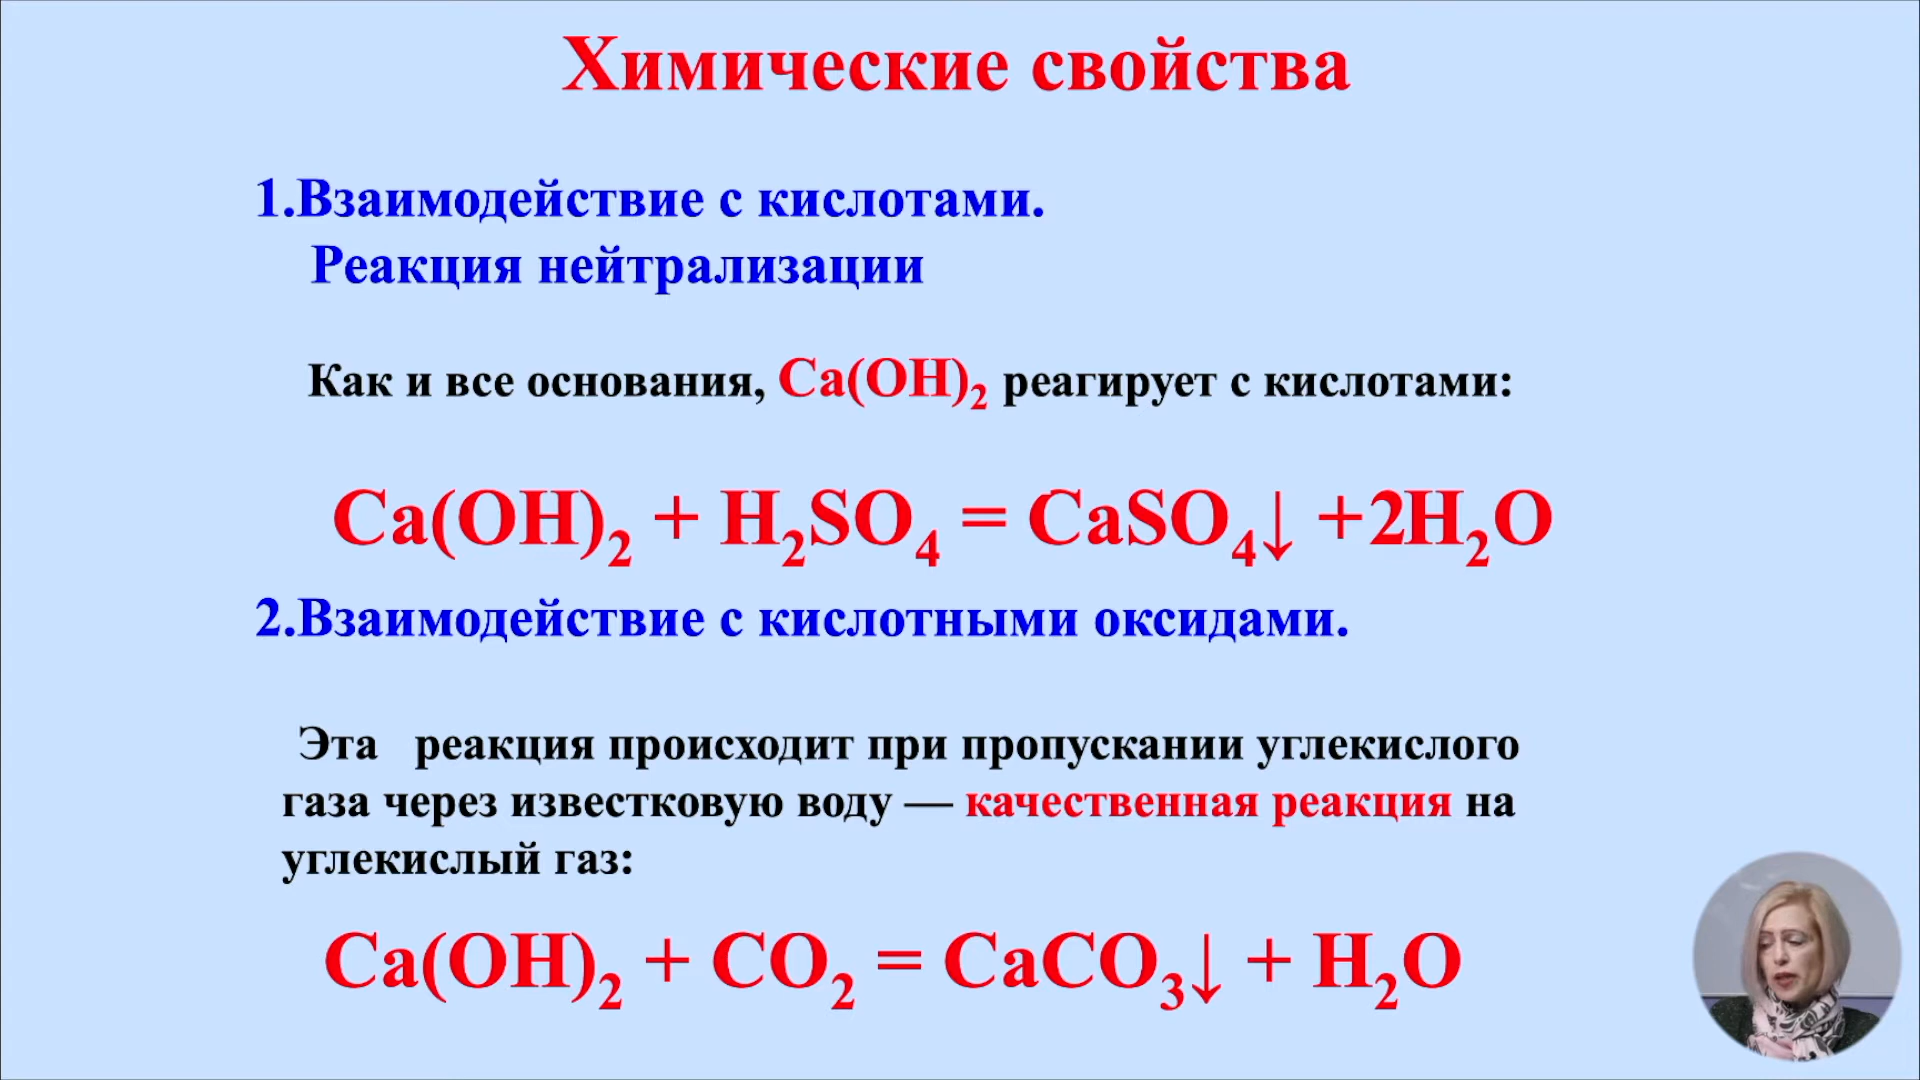 Химические свойства
1.Взаимодействие с кислотами.
Реакция нейтрализации
Как и все основания, Ca(OH)₂ реагирует с кислотами:
Ca(OH)₂ + H₂SO₄ = CaSO₄↓ +2H₂O
2.Взаимодействие с кислотными оксидами.
Эта реакция происходит при пропускании углекислого
газа через известковую воду — качественная реакция на
углекислый газ:
Ca(OH)₂ + CO₂ = CaCO₃↓ + H₂O